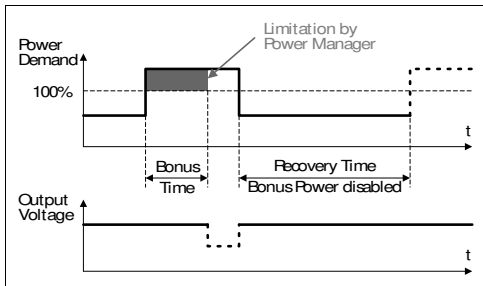 Limitation by
Power Manager
Power
Demand
100%
t
Bonus
Time
Recovery Time
Bonus Power disabled
Output
Voltage
t